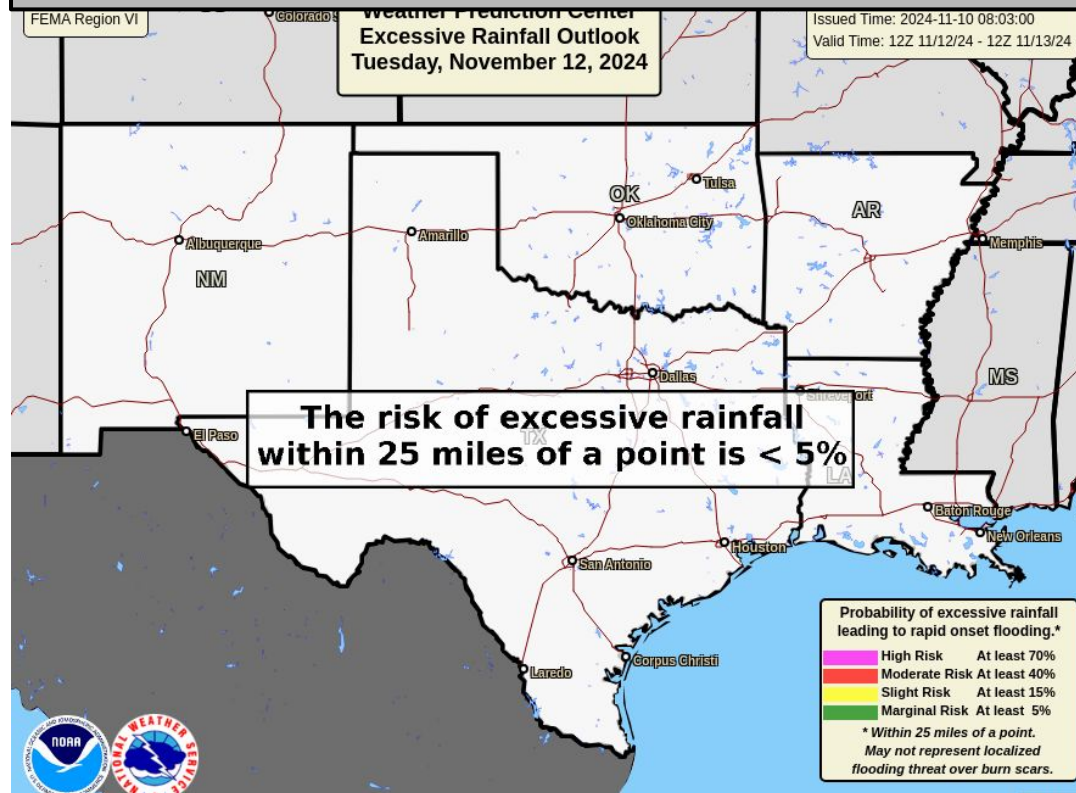 FEMA Region VI
Weather Prediction Center
Excessive Rainfall Outlook
Tuesday, November 12, 2024
Issued Time: 2024-11-10 08:03:00
Valid Time: 12Z 11/12/24 - 12Z 11/13/24
Colorado
Tulsa
OK
Oklahoma City
AR
Albuquerque
Amarillo
Memphis
NM
Dallas
MS
Shreveport
The risk of excessive rainfall
within 25 miles of a point is < 5%
El Paso
TX
LA
Baton Rouge
New Orleans
Houston
San Antonio
Corpus Christi
Laredo
Probability of excessive rainfall
leading to rapid onset flooding.*
High Risk At least 70%
Moderate Risk At least 40%
Slight Risk At least 15%
Marginal Risk At least 5%
* Within 25 miles of a point.
May not represent localized
flooding threat over burn scars.
NOAA
NATIONAL WEATHER SERVICE